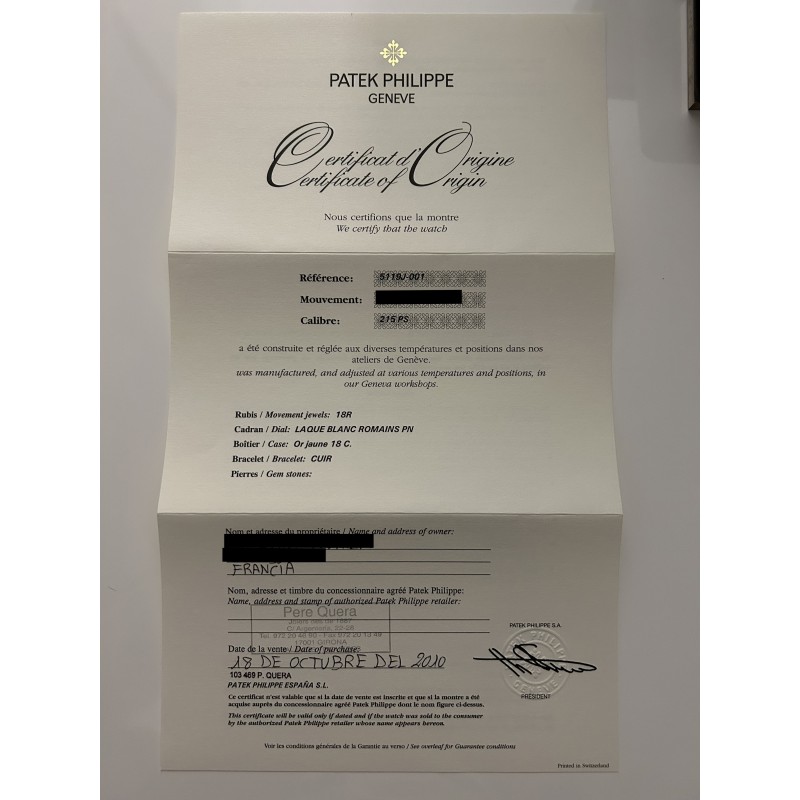 PATEK PHILIPPE
GENEVE
Certificat d'Origine
Certificate of Origin
Nous certifions que la montre
We certify that the watch
Référence: 5119J-001
Mouvement:
Calibre: 215 PS
a été construite et réglée aux diverses températures et positions dans nos
ateliers de Genève.
was manufactured, and adjusted at various temperatures and positions, in
our Geneva workshops.
Rubis / Movement jewels: 18R
Cadran / Dial: LAQUE BLANC ROMAINS PN
Boîtier / Case: Or jaune 18 C.
Bracelet / Bracelet: CUIR
Pierres / Gem stones:
Nom et adresse du propriétaire / Name and address of owner:
FRANCIA
Nom, adresse et timbre du concessionnaire agréé Patek Philippe:
Name, address and stamp of authorized Patek Philippe retailer:
Pere Quera
17001 GIRONA
Date de la vente / Date of purchase:
18 DE OCTUBRE DEL 2010
103 469 P. QUERA
PATEK PHILIPPE ESPAÑA S.L.
PATEK PHILIPPE S.A.
PRESIDENT
Ce certificat n'est valable que si la date de vente est inscrite et que si la montre a été
acquise auprès du concessionnaire agréé Patek Philippe dont le nom figure ci-dessus.
This certificate will be valid only if dated and if the watch was sold to the consumer
by the authorized Patek Philippe retailer whose name appears hereon.
Voir les conditions générales de la Garantie au verso / See overleaf for Guarantee conditions
Printed in Switzerland